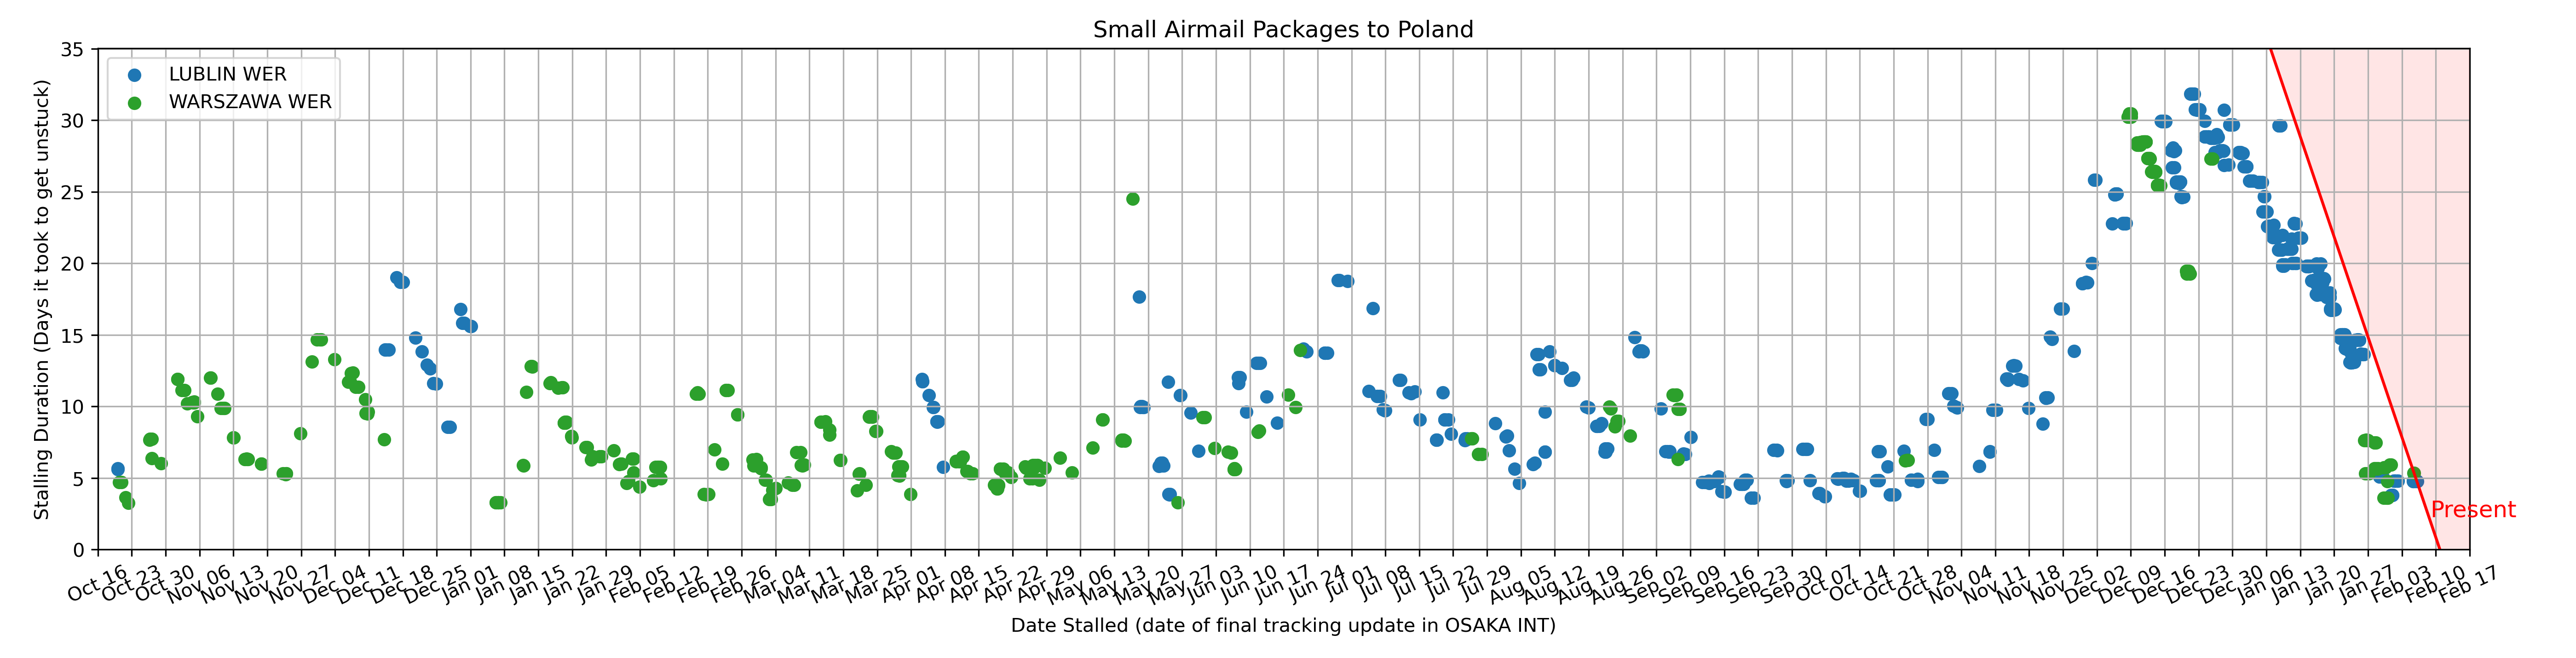 Small Airmail Packages to Poland
Stalling Duration (Days it took to get unstuck)
35
30
25
20
15
10
5
0
LUBLIN WER
WARSZAWA WER
Present
Oct 16
Oct 23
Oct 30
Nov 06
Nov 13
Nov 20
Nov 27
Dec 04
Dec 11
Dec 18
Dec 25
Jan 01
Jan 08
Jan 15
Jan 22
Jan 29
Feb 05
Feb 12
Feb 19
Feb 26
Mar 04
Mar 11
Mar 18
Mar 25
Apr 01
Apr 08
Apr 15
Apr 22
Apr 29
May 06
May 13
May 20
May 27
Jun 03
Jun 10
Jun 17
Jun 24
Jul 01
Jul 08
Jul 15
Jul 22
Jul 29
Aug 05
Aug 12
Aug 19
Aug 26
Sep 02
Sep 09
Sep 16
Sep 23
Sep 30
Oct 07
Oct 14
Oct 21
Oct 28
Nov 04
Nov 11
Nov 18
Nov 25
Dec 02
Dec 09
Dec 16
Dec 23
Dec 30
Jan 06
Jan 13
Jan 20
Jan 27
Feb 03
Feb 10
Feb 17
Date Stalled (date of final tracking update in OSAKA INT)